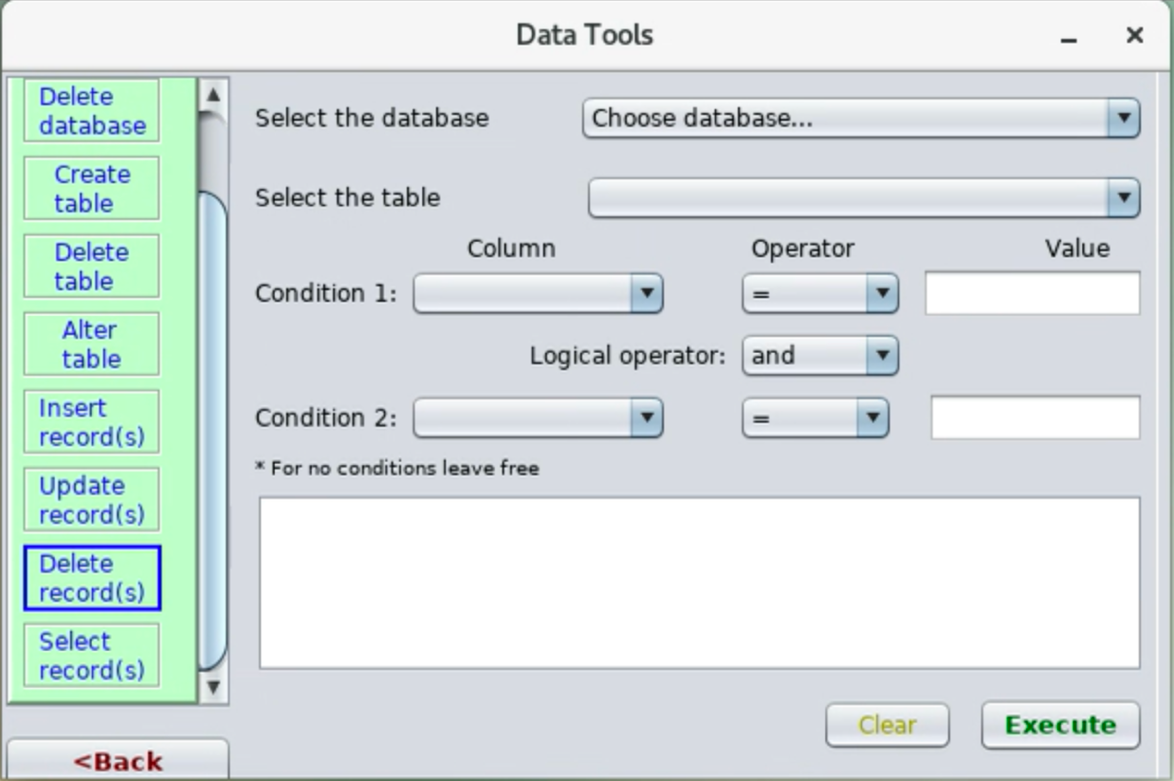 Data Tools
Delete
database
Create
table
Delete
table
Alter
table
Insert
record(s)
Update
record(s)
Delete
record(s)
Select
record(s)
<Back
Select the database
Choose database...
Select the table
Column Operator Value
Condition 1: =
Logical operator: and
Condition 2: =
* For no conditions leave free
Clear Execute